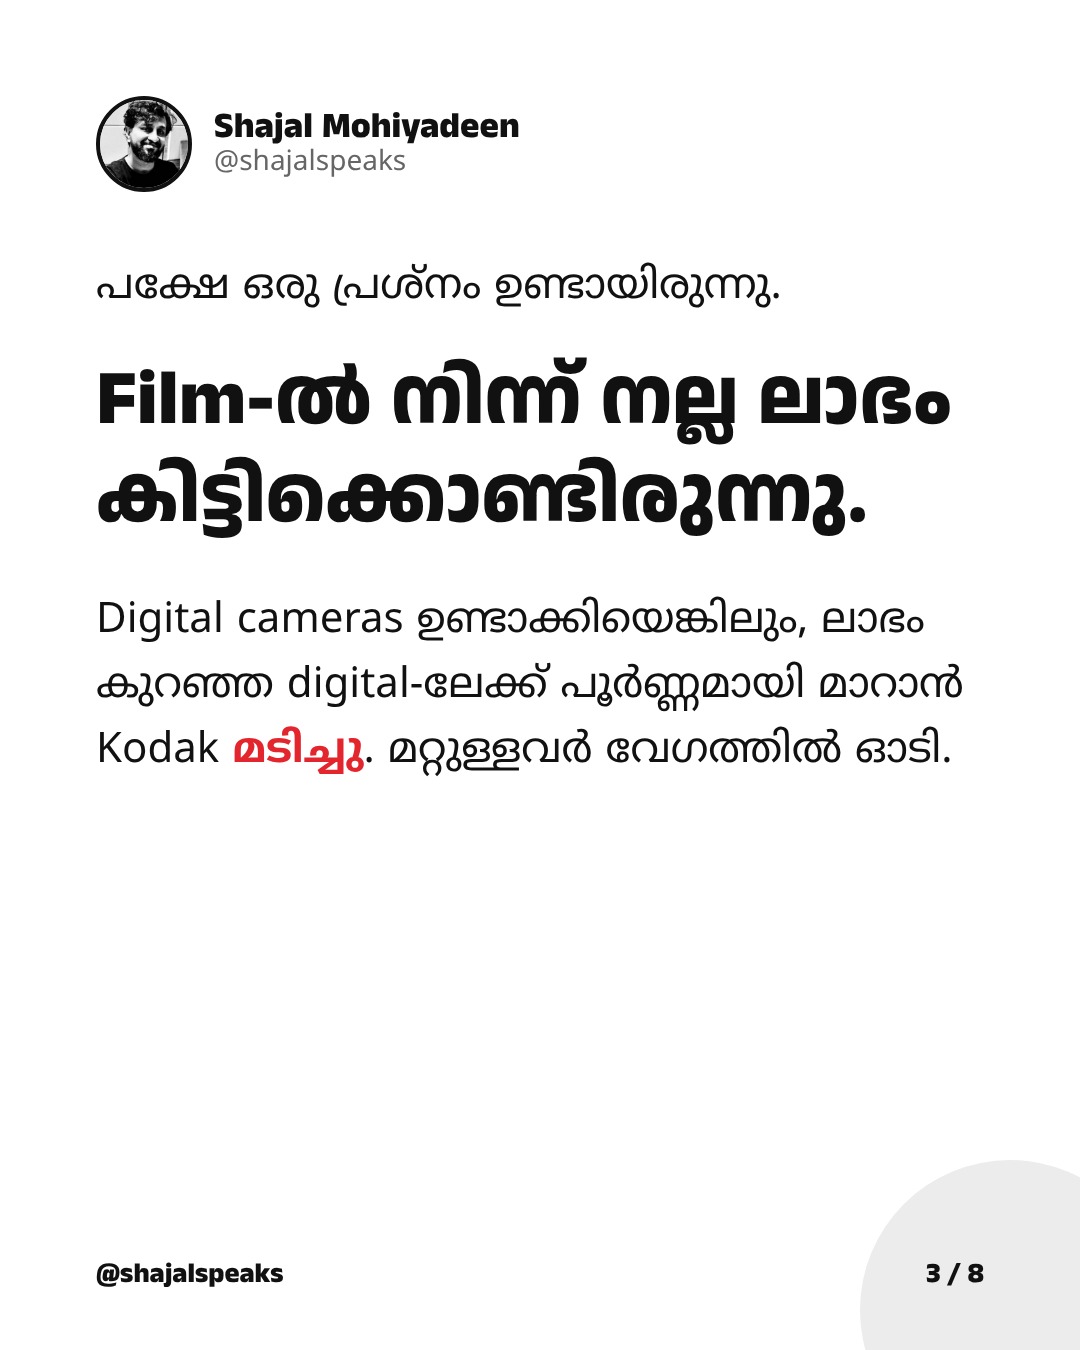 Shajal Mohiyadeen
@shajalspeaks
പക്ഷേ ഒരു പ്രശ്നം ഉണ്ടായിരുന്നു.
Film-ൽ നിന്ന് നല്ല ലാഭം
കിട്ടിക്കൊണ്ടിരുന്നു.
Digital cameras ഉണ്ടാക്കിയെങ്കിലും, ലാഭം
കുറഞ്ഞ digital-ലേക്ക് പൂർണ്ണമായി മാറാൻ
Kodak മടിച്ചു. മറ്റുള്ളവർ വേഗത്തിൽ ഓടി.
@shajalspeaks
3 / 8